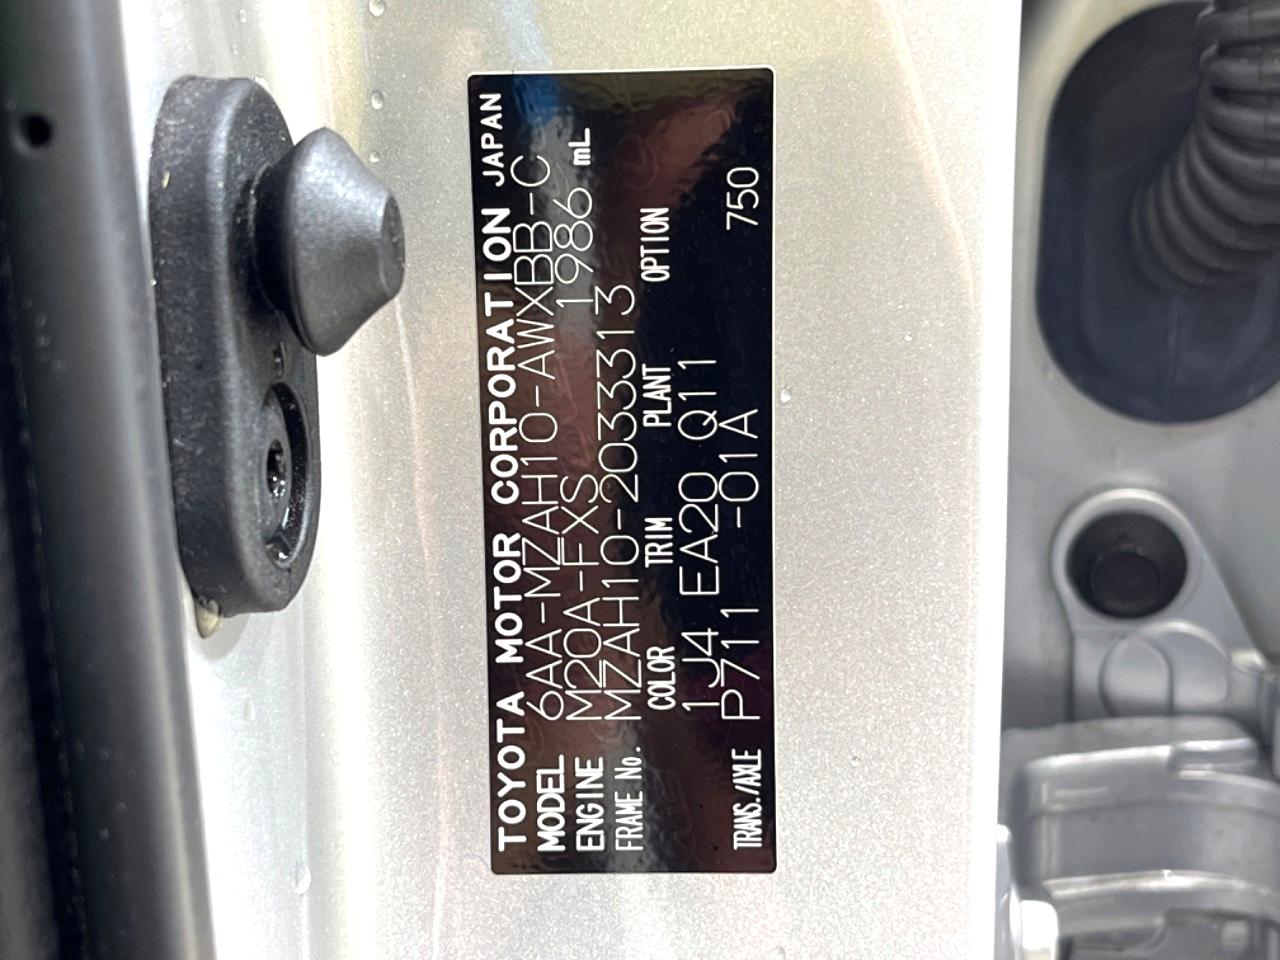 TOYOTA MOTOR CORPORATION JAPAN
MODEL 6AA-MZAH10-AWXBB-C
ENGINE M20A-FXS 1986 mL
FRAME No. MZAH10-2033313
COLOR TRIM PLANT OPTION
1J4 EA20 Q11
TRANS./AXLE P711 -01A 750